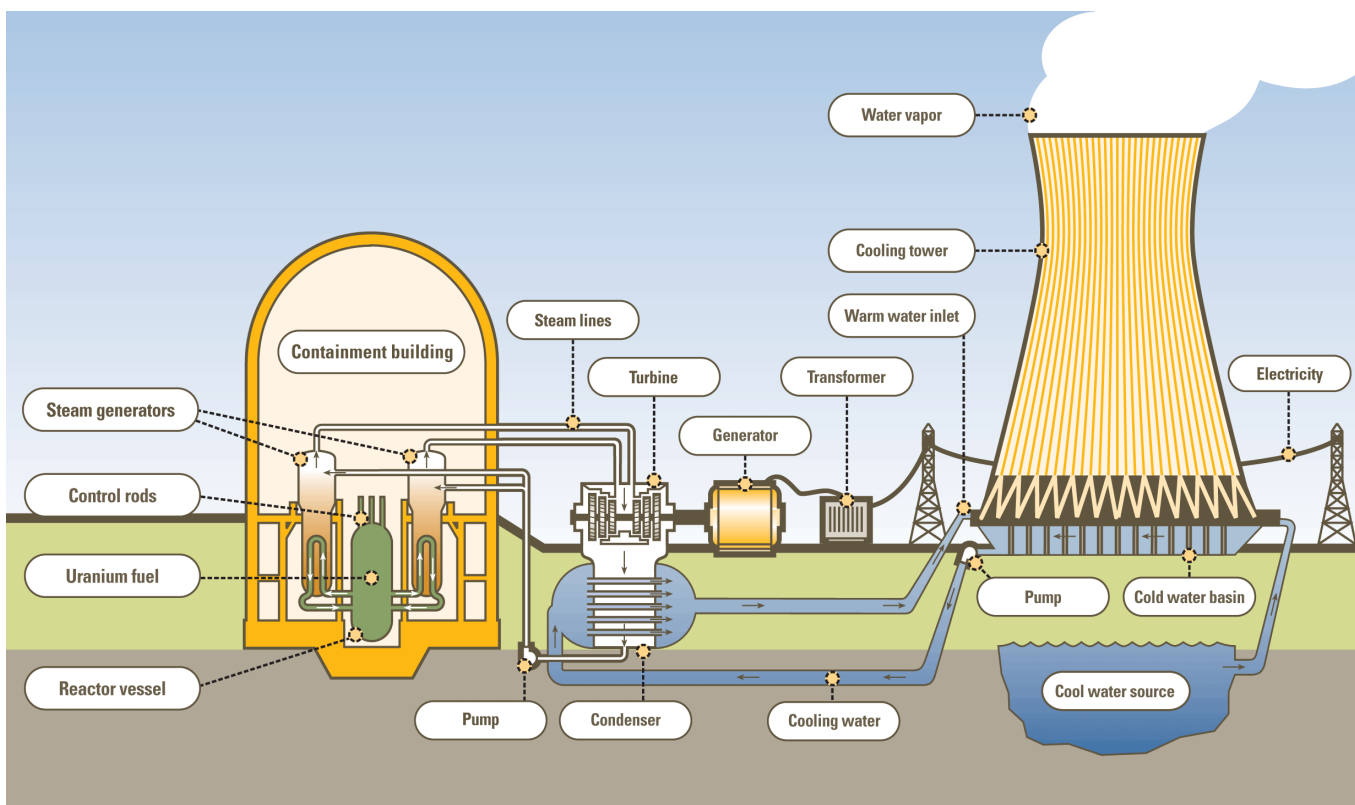 Water vapor
Cooling tower
Steam lines
Warm water inlet
Containment building
Turbine
Transformer
Electricity
Steam generators
Generator
Control rods
Uranium fuel
Pump
Cold water basin
Reactor vessel
Cool water source
Pump
Condenser
Cooling water